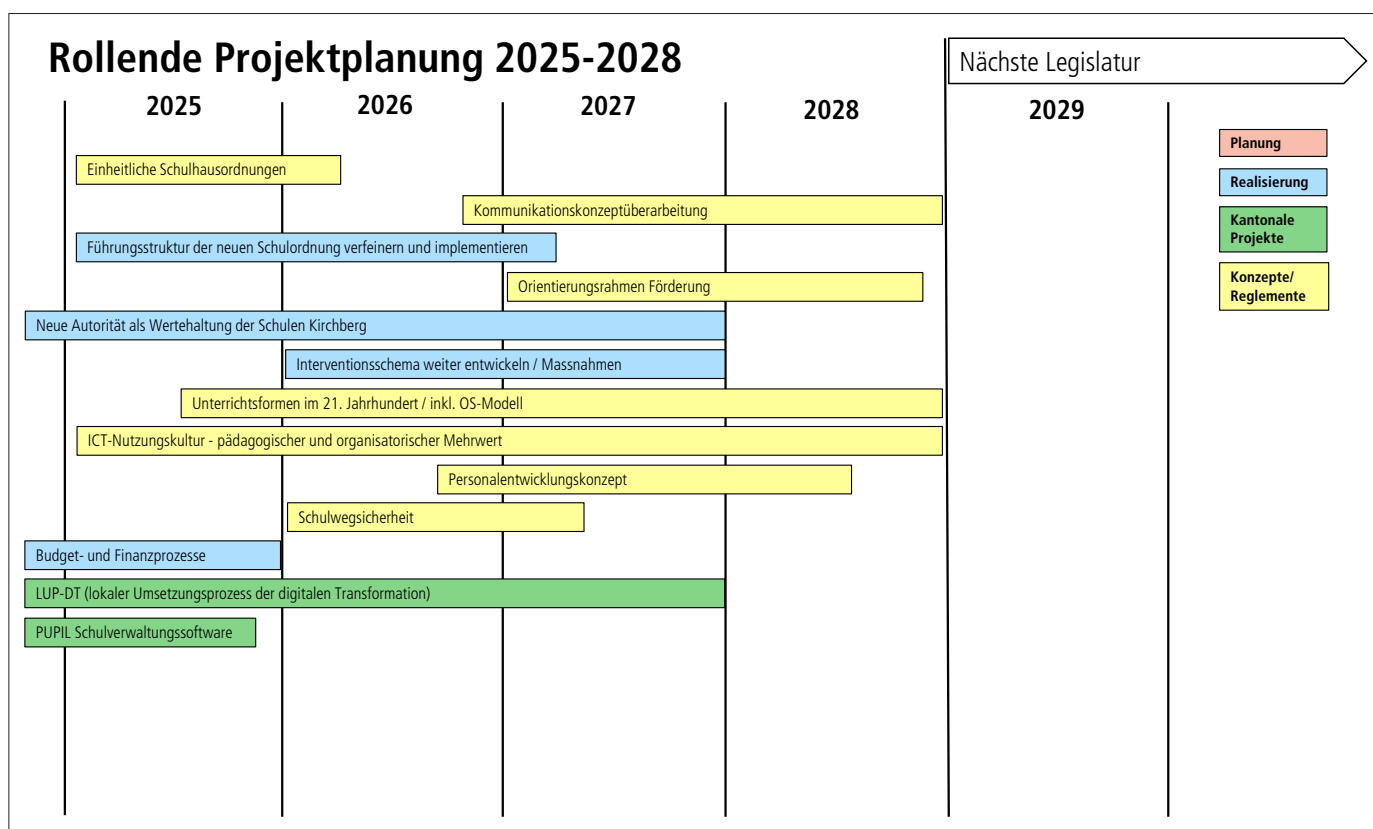 Rollende Projektplanung 2025-2028
Nächste Legislatur
2025
2026
2027
2028
2029
Planung
Realisierung
Kantonale
Projekte
Konzepte/
Reglemente
Einheitliche Schulhausordnungen
Kommunikationskonzeptüberarbeitung
Führungsstruktur der neuen Schulordnung verfeinern und implementieren
Orientierungsrahmen Förderung
Neue Autorität als Wertehaltung der Schulen Kirchberg
Interventionsschema weiter entwickeln / Massnahmen
Unterrichtsformen im 21. Jahrhundert / inkl. OS-Modell
ICT-Nutzungskultur - pädagogischer und organisatorischer Mehrwert
Personalentwicklungskonzept
Schulwegsicherheit
Budget- und Finanzprozesse
LUP-DT (lokaler Umsetzungsprozess der digitalen Transformation)
PUPIL Schulverwaltungssoftware